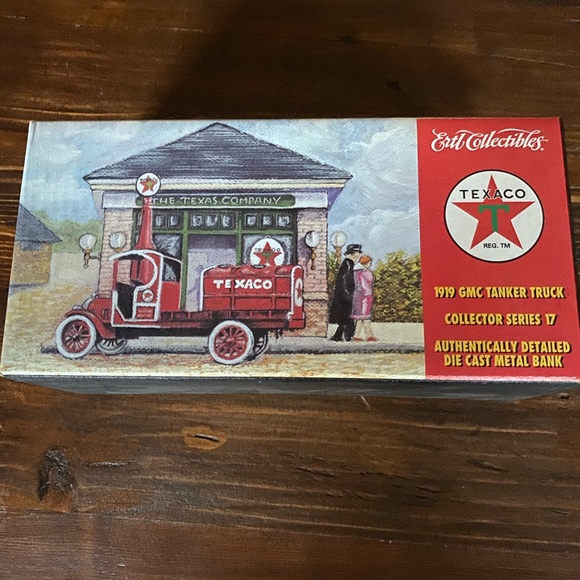 THE TEXAS COMPANY
TEXACO
Ertl Collectibles
TEXACO
T
REG. TM
1919 GMC TANKER TRUCK
COLLECTOR SERIES 17
AUTHENTICALLY DETAILED
DIE CAST METAL BANK